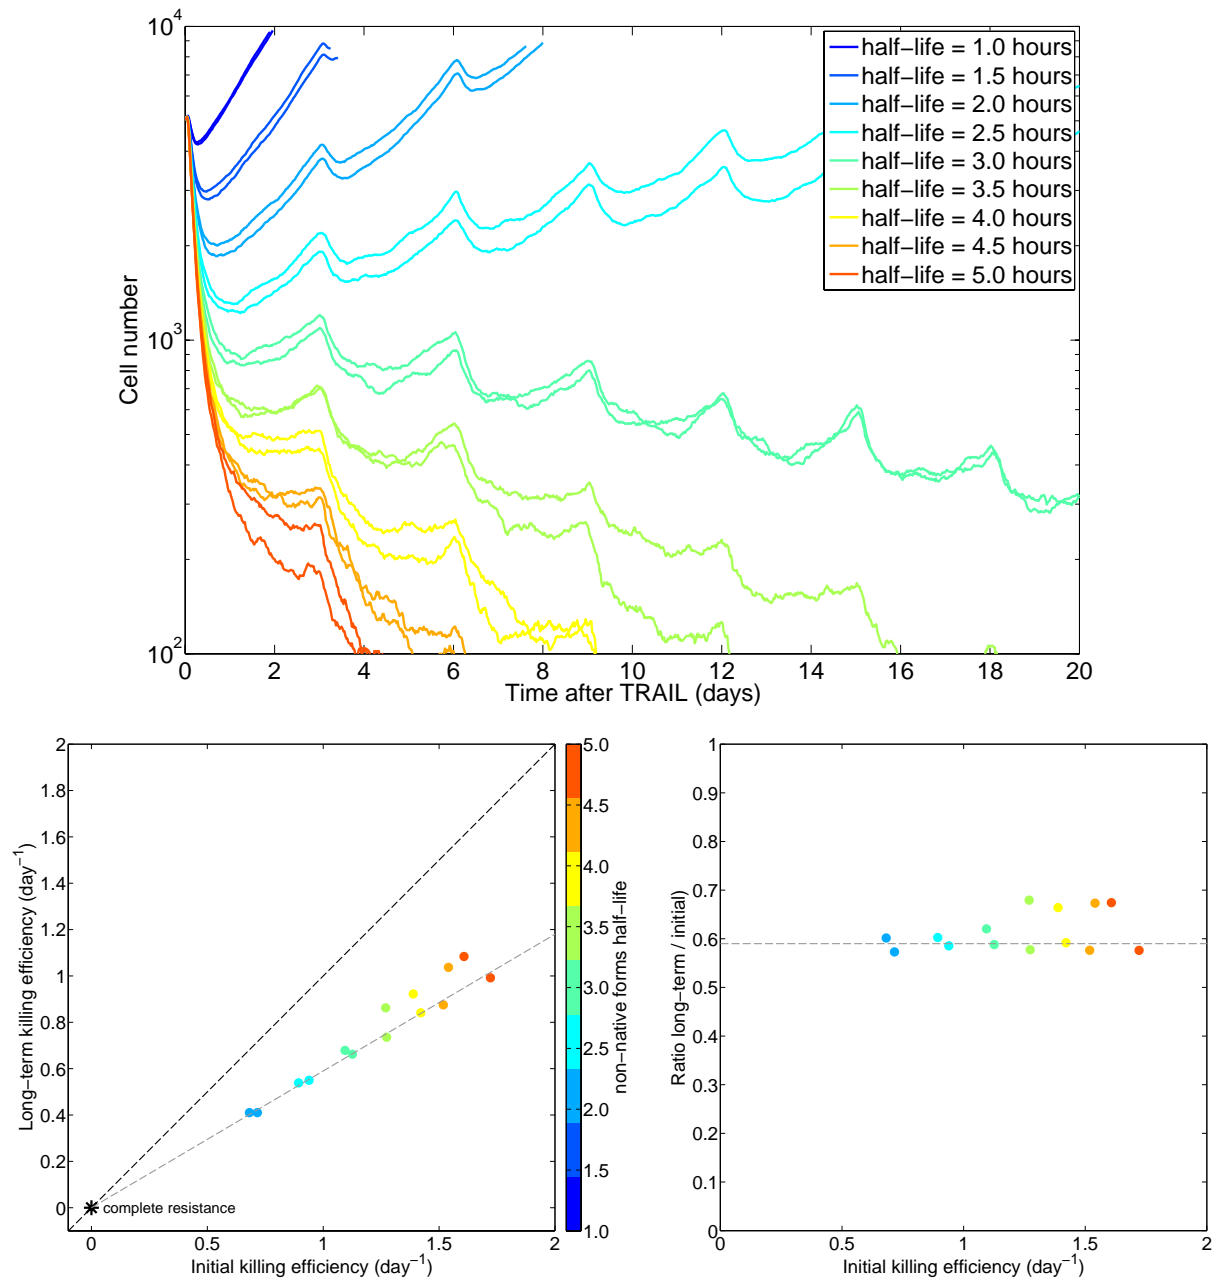 10^4
10^3
10^2
Cell number
half−life = 1.0 hours
half−life = 1.5 hours
half−life = 2.0 hours
half−life = 2.5 hours
half−life = 3.0 hours
half−life = 3.5 hours
half−life = 4.0 hours
half−life = 4.5 hours
half−life = 5.0 hours
0 2 4 6 8 10 12 14 16 18 20
Time after TRAIL (days)
2
1.8
1.6
1.4
1.2
1
0.8
0.6
0.4
0.2
0
Long−term killing efficiency (day^−1)
complete resistance
0 0.5 1 1.5 2
Initial killing efficiency (day^−1)
5.0
4.5
4.0
3.5
3.0
2.5
2.0
1.5
1.0
non−native forms half−life
1
0.9
0.8
0.7
0.6
0.5
0.4
0.3
0.2
0.1
0
Ratio long−term / initial)
0 0.5 1 1.5 2
Initial killing efficiency (day^−1)